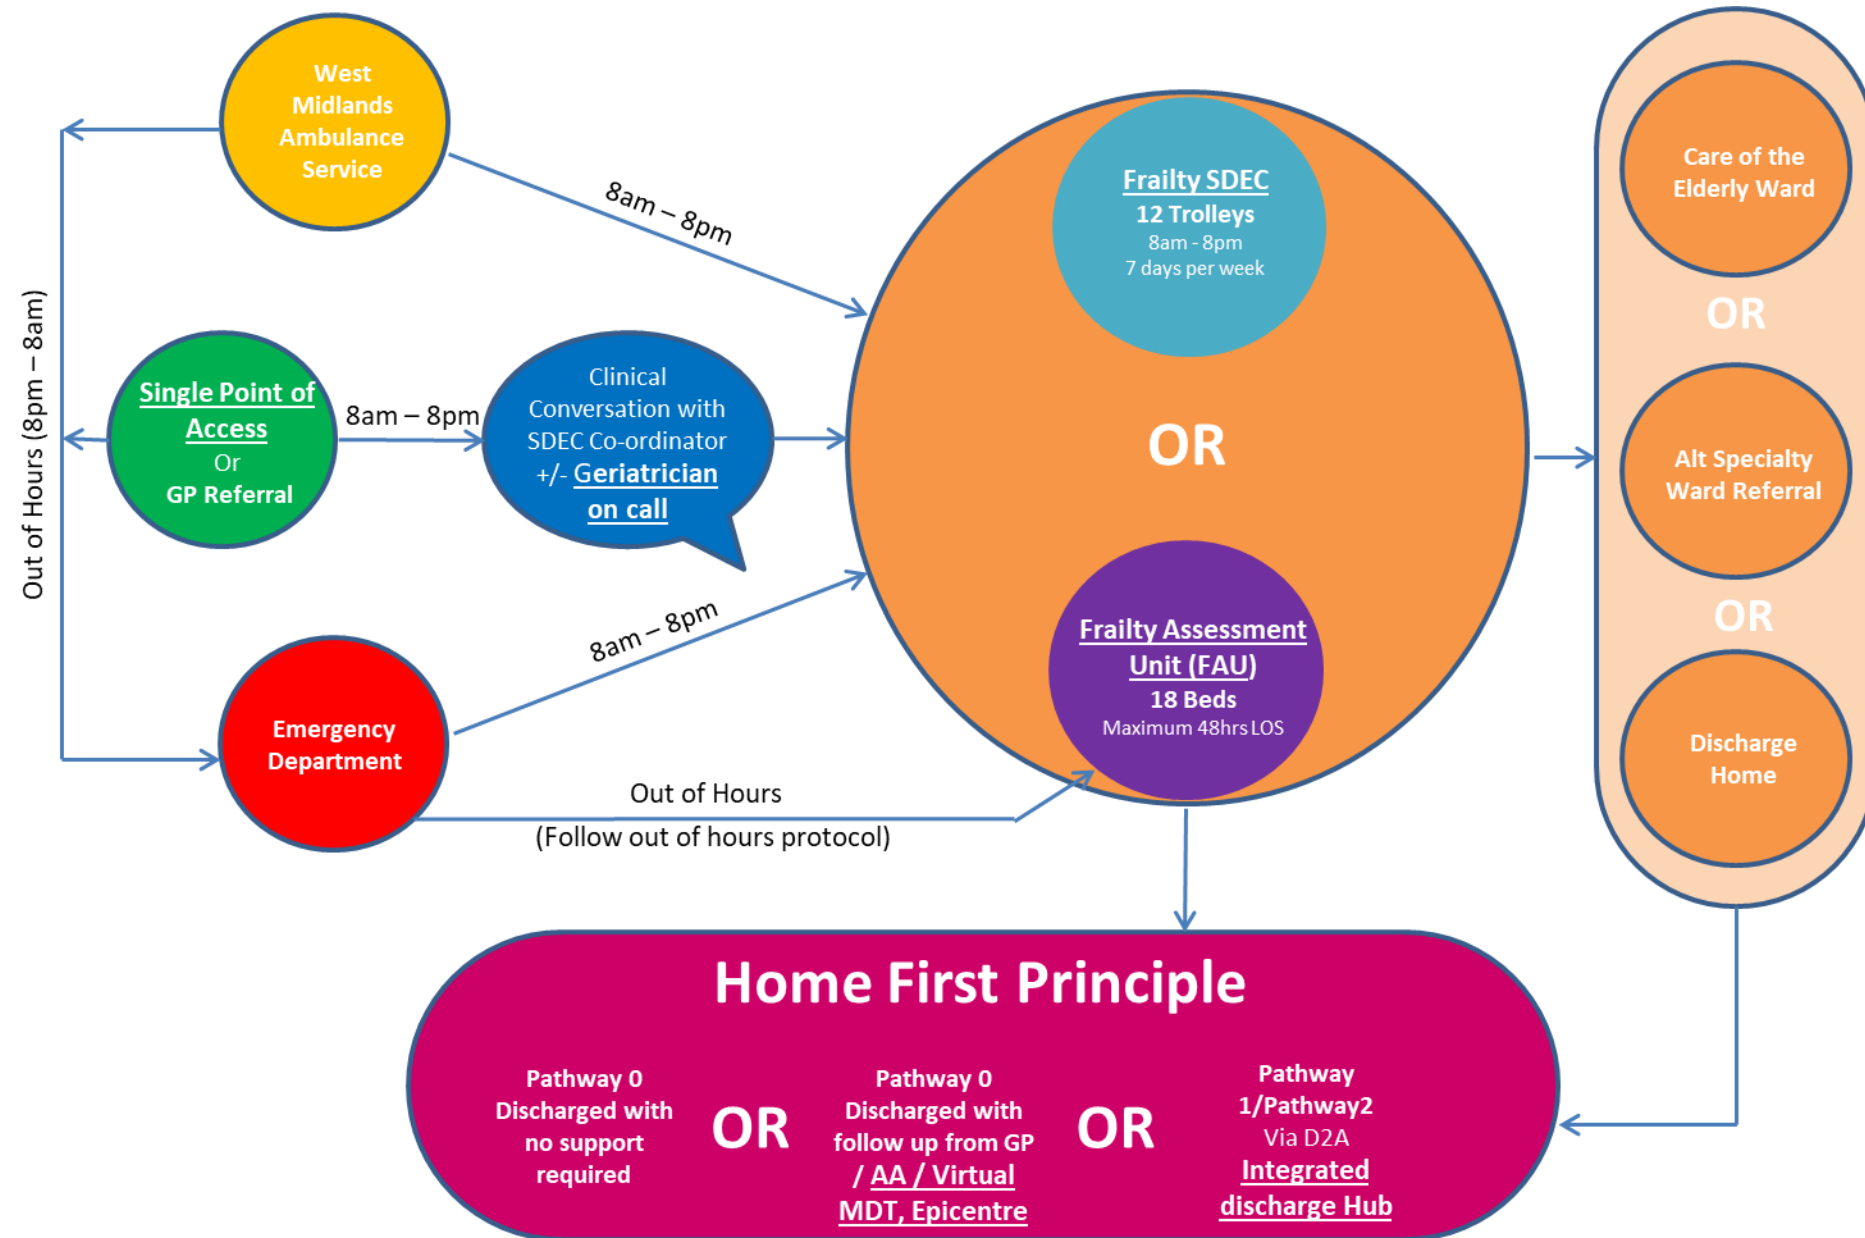 West
Midlands
Ambulance
Service
8am – 8pm
Out of Hours (8pm – 8am)
Single Point of
Access
Or
GP Referral
8am – 8pm
Clinical
Conversation with
SDEC Co-ordinator
+/- Geriatrician
on call
Emergency
Department
8am – 8pm
Out of Hours
(Follow out of hours protocol)
Frailty SDEC
12 Trolleys
8am - 8pm
7 days per week
OR
Frailty Assessment
Unit (FAU)
18 Beds
Maximum 48hrs LOS
Care of the
Elderly Ward
OR
Alt Specialty
Ward Referral
OR
Discharge
Home
Home First Principle
Pathway 0
Discharged with
no support
required
OR
Pathway 0
Discharged with
follow up from GP
/ AA / Virtual
MDT, Epicentre
OR
Pathway
1/Pathway2
Via D2A
Integrated
discharge Hub